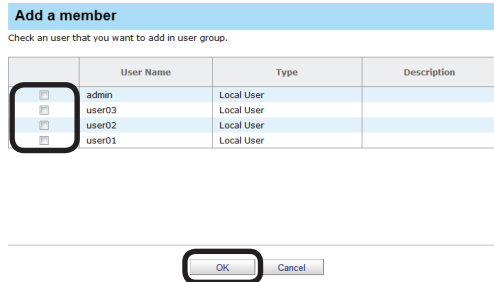 Add a member
Check an user that you want to add in user group.
User Name Type Description
admin Local User
user03 Local User
user02 Local User
user01 Local User
OK Cancel